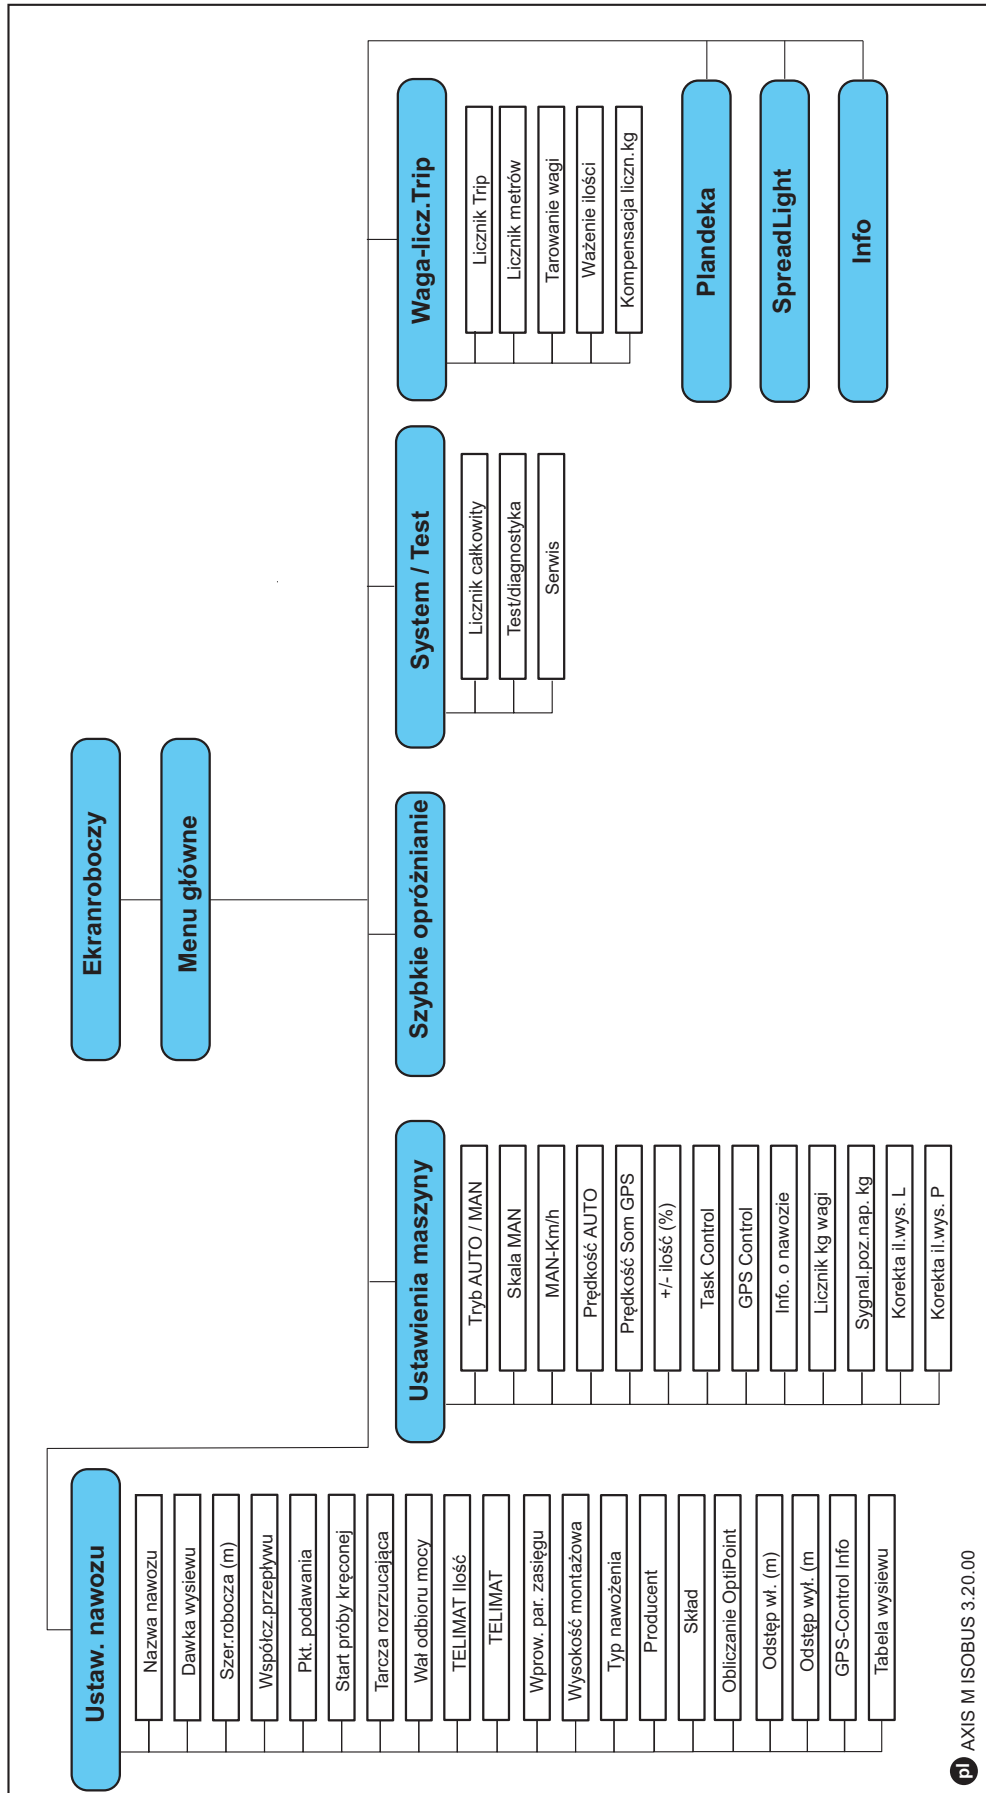 Ekranroboczy
Menu główne
Ustaw. nawozu
Nazwa nawozu
Dawka wysiewu
Szer.robocza (m)
Współcz.przepływu
Pkt. podawania
Start próby kręconej
Tarcza rozrzucająca
Wał odbioru mocy
TELIMAT Ilość
TELIMAT
Wprow. par. zasięgu
Wysokość montażowa
Typ nawożenia
Producent
Skład
Obliczanie OptiPoint
Odstęp wł. (m)
Odstęp wył. (m
GPS-Control Info
Tabela wysiewu
Ustawienia maszyny
Tryb AUTO / MAN
Skala MAN
MAN-Km/h
Prędkość AUTO
Prędkość Som GPS
+/- ilość (%)
Task Control
GPS Control
Info. o nawozie
Licznik kg wagi
Sygnal.poz.nap. kg
Korekta il.wys. L
Korekta il.wys. P
Szybkie opróżnianie
System / Test
Licznik całkowity
Test/diagnostyka
Serwis
Waga-licz.Trip
Licznik Trip
Licznik metrów
Tarowanie wagi
Ważenie ilości
Kompensacja liczn.kg
Plandeka
SpreadLight
Info
pl AXIS M ISOBUS 3.20.00